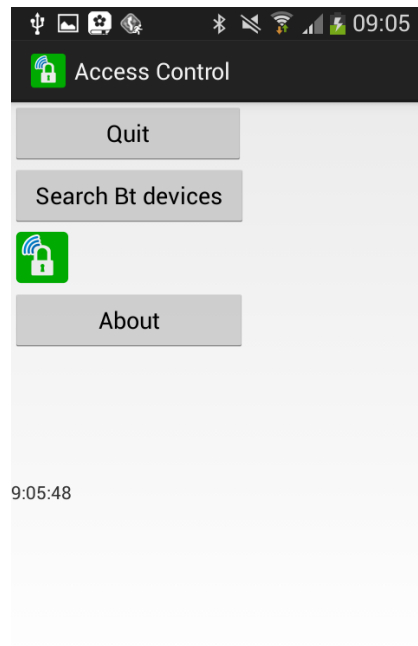 09:05
Access Control
Quit
Search Bt devices
About
9:05:48